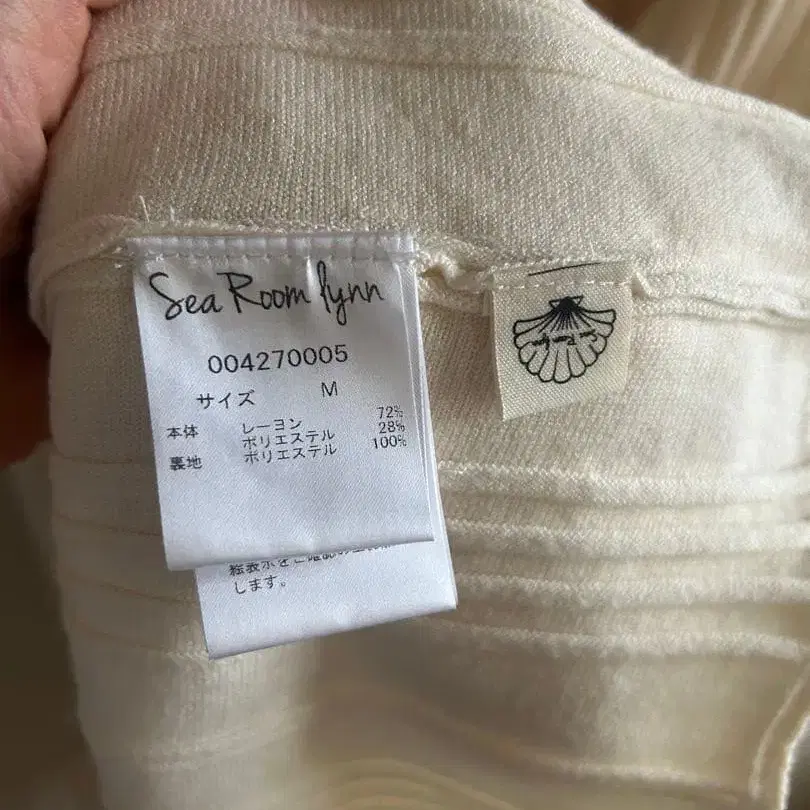 Sea Room lynn
004270005
サイズ M
本体 レーヨン 72%
ポリエステル 28%
裏地 ポリエステル 100%
します。